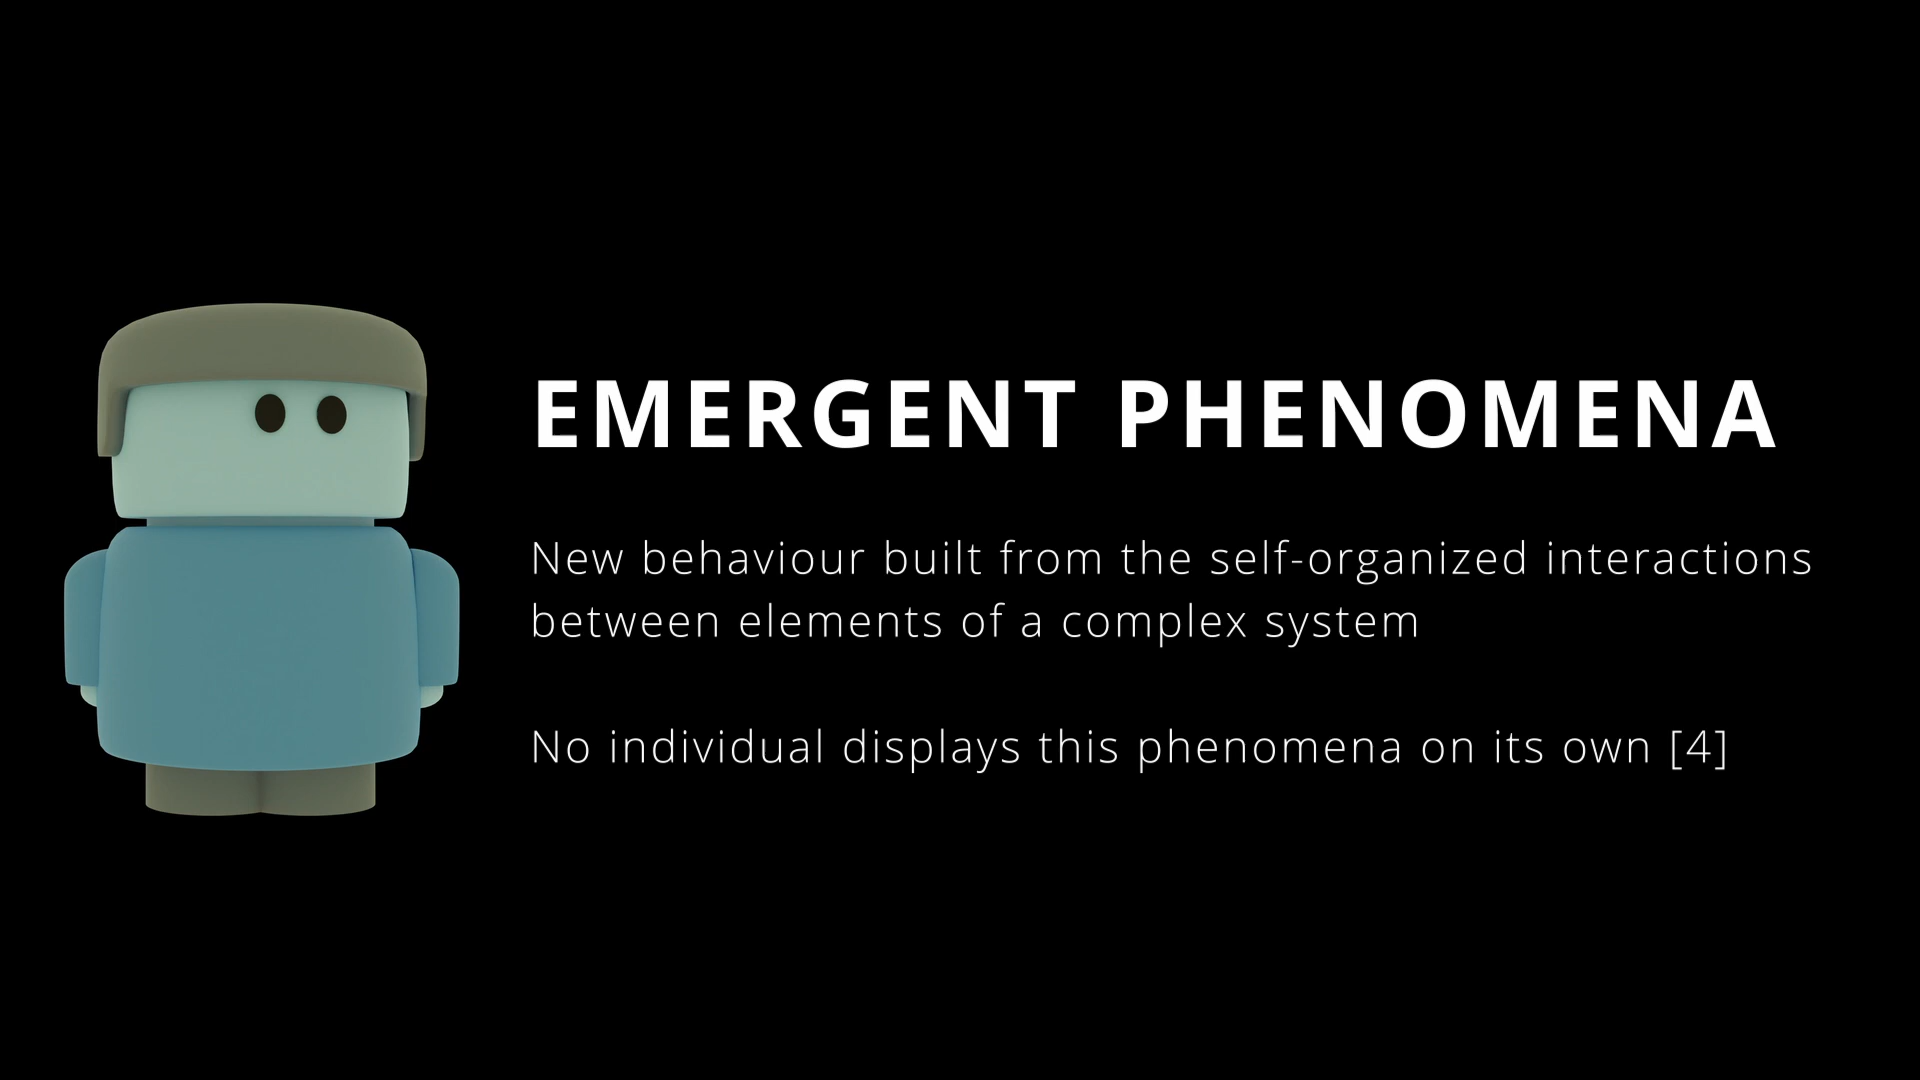 EMERGENT PHENOMENA
New behaviour built from the self-organized interactions
between elements of a complex system
No individual displays this phenomena on its own [4]